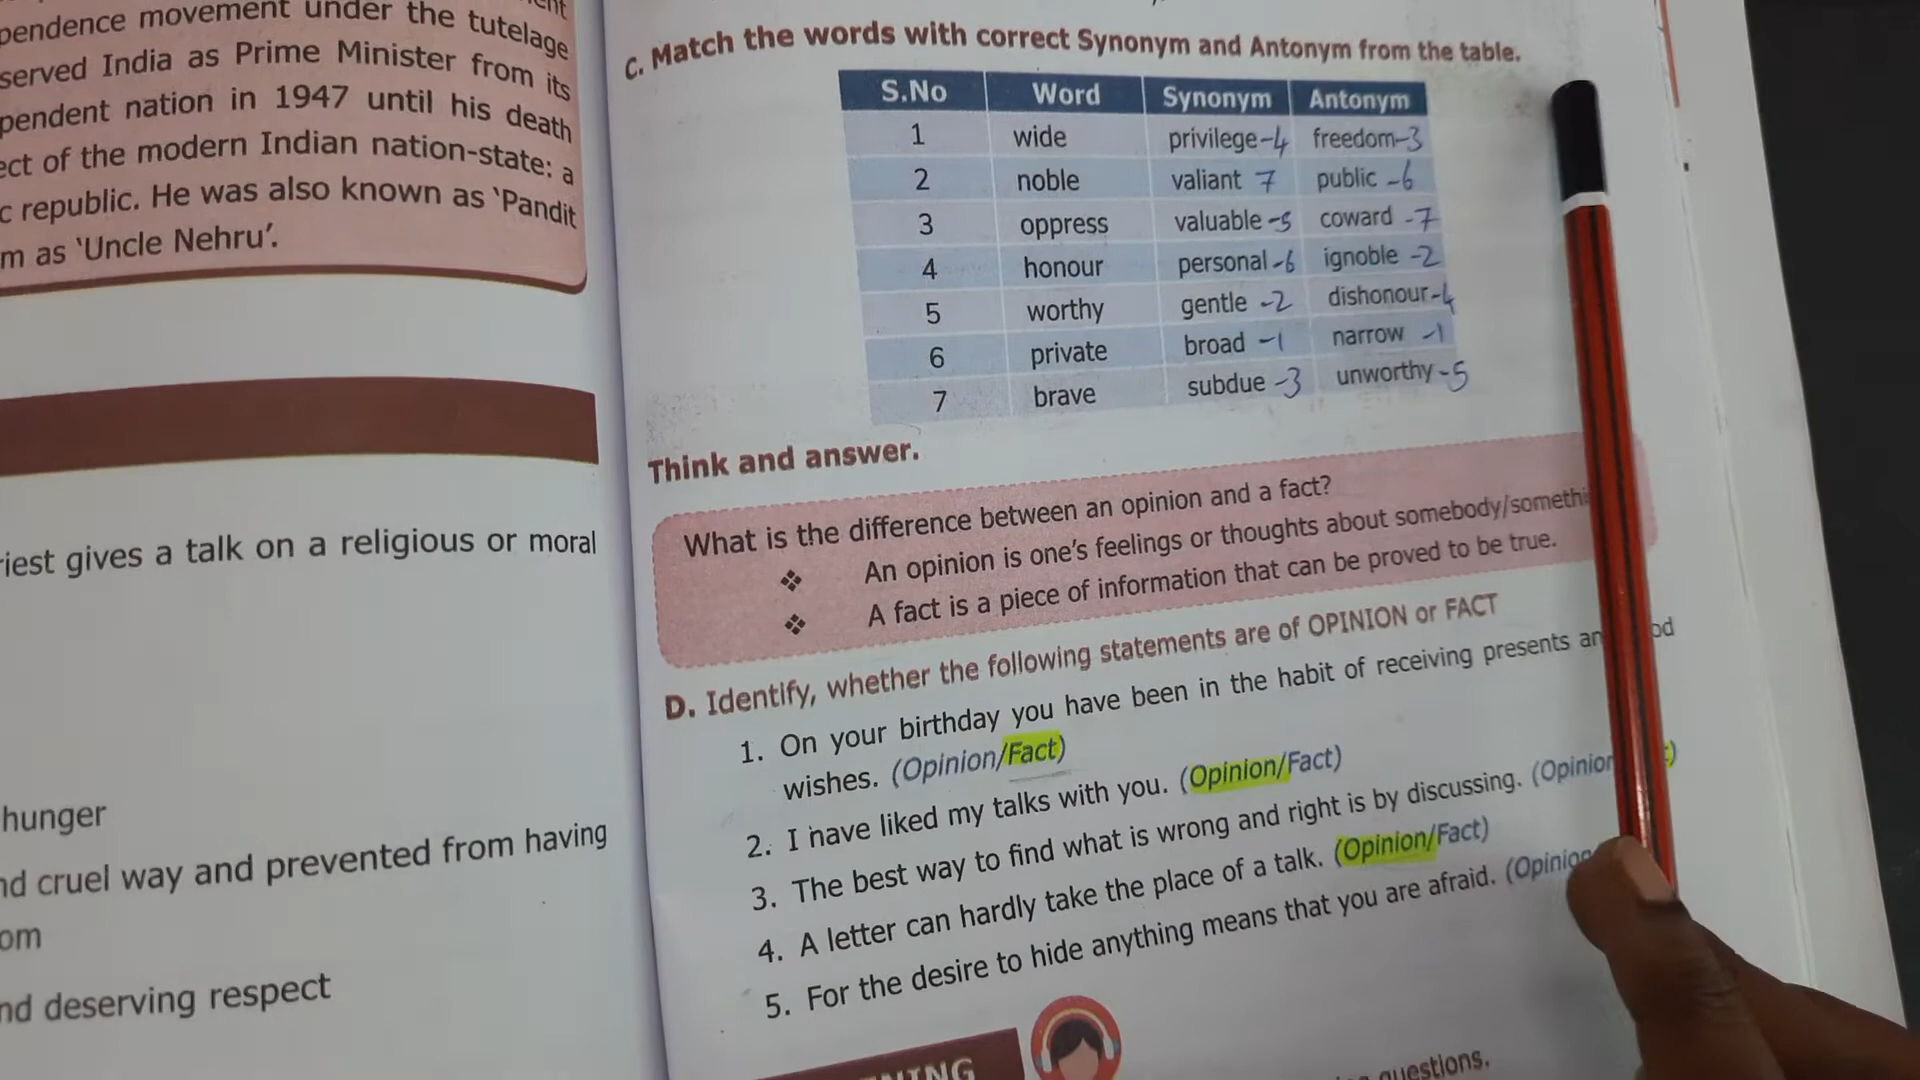 pendence movement under the tutelage
served India as Prime Minister from its
pendent nation in 1947 until his death
ect of the modern Indian nation-state: a
c republic. He was also known as ‘Pandit
m as ‘Uncle Nehru’.
riest gives a talk on a religious or moral
hunger
nd cruel way and prevented from having
om
nd deserving respect
C. Match the words with correct Synonym and Antonym from the table.
S.No Word Synonym Antonym
1 wide privilege-4 freedom-3
2 noble valiant 7 public -6
3 oppress valuable-5 coward -7
4 honour personal-6 ignoble -2
5 worthy gentle -2 dishonour-4
6 private broad -1 narrow -1
7 brave subdue -3 unworthy-5
Think and answer.
What is the difference between an opinion and a fact?
❖ An opinion is one’s feelings or thoughts about somebody/somethi
❖ A fact is a piece of information that can be proved to be true.
D. Identify, whether the following statements are of OPINION or FACT
1. On your birthday you have been in the habit of receiving presents an od
wishes. (Opinion/Fact)
2. I have liked my talks with you. (Opinion/Fact)
3. The best way to find what is wrong and right is by discussing. (Opinion
4. A letter can hardly take the place of a talk. (Opinion/Fact)
5. For the desire to hide anything means that you are afraid. (Opinion
NING
questions.